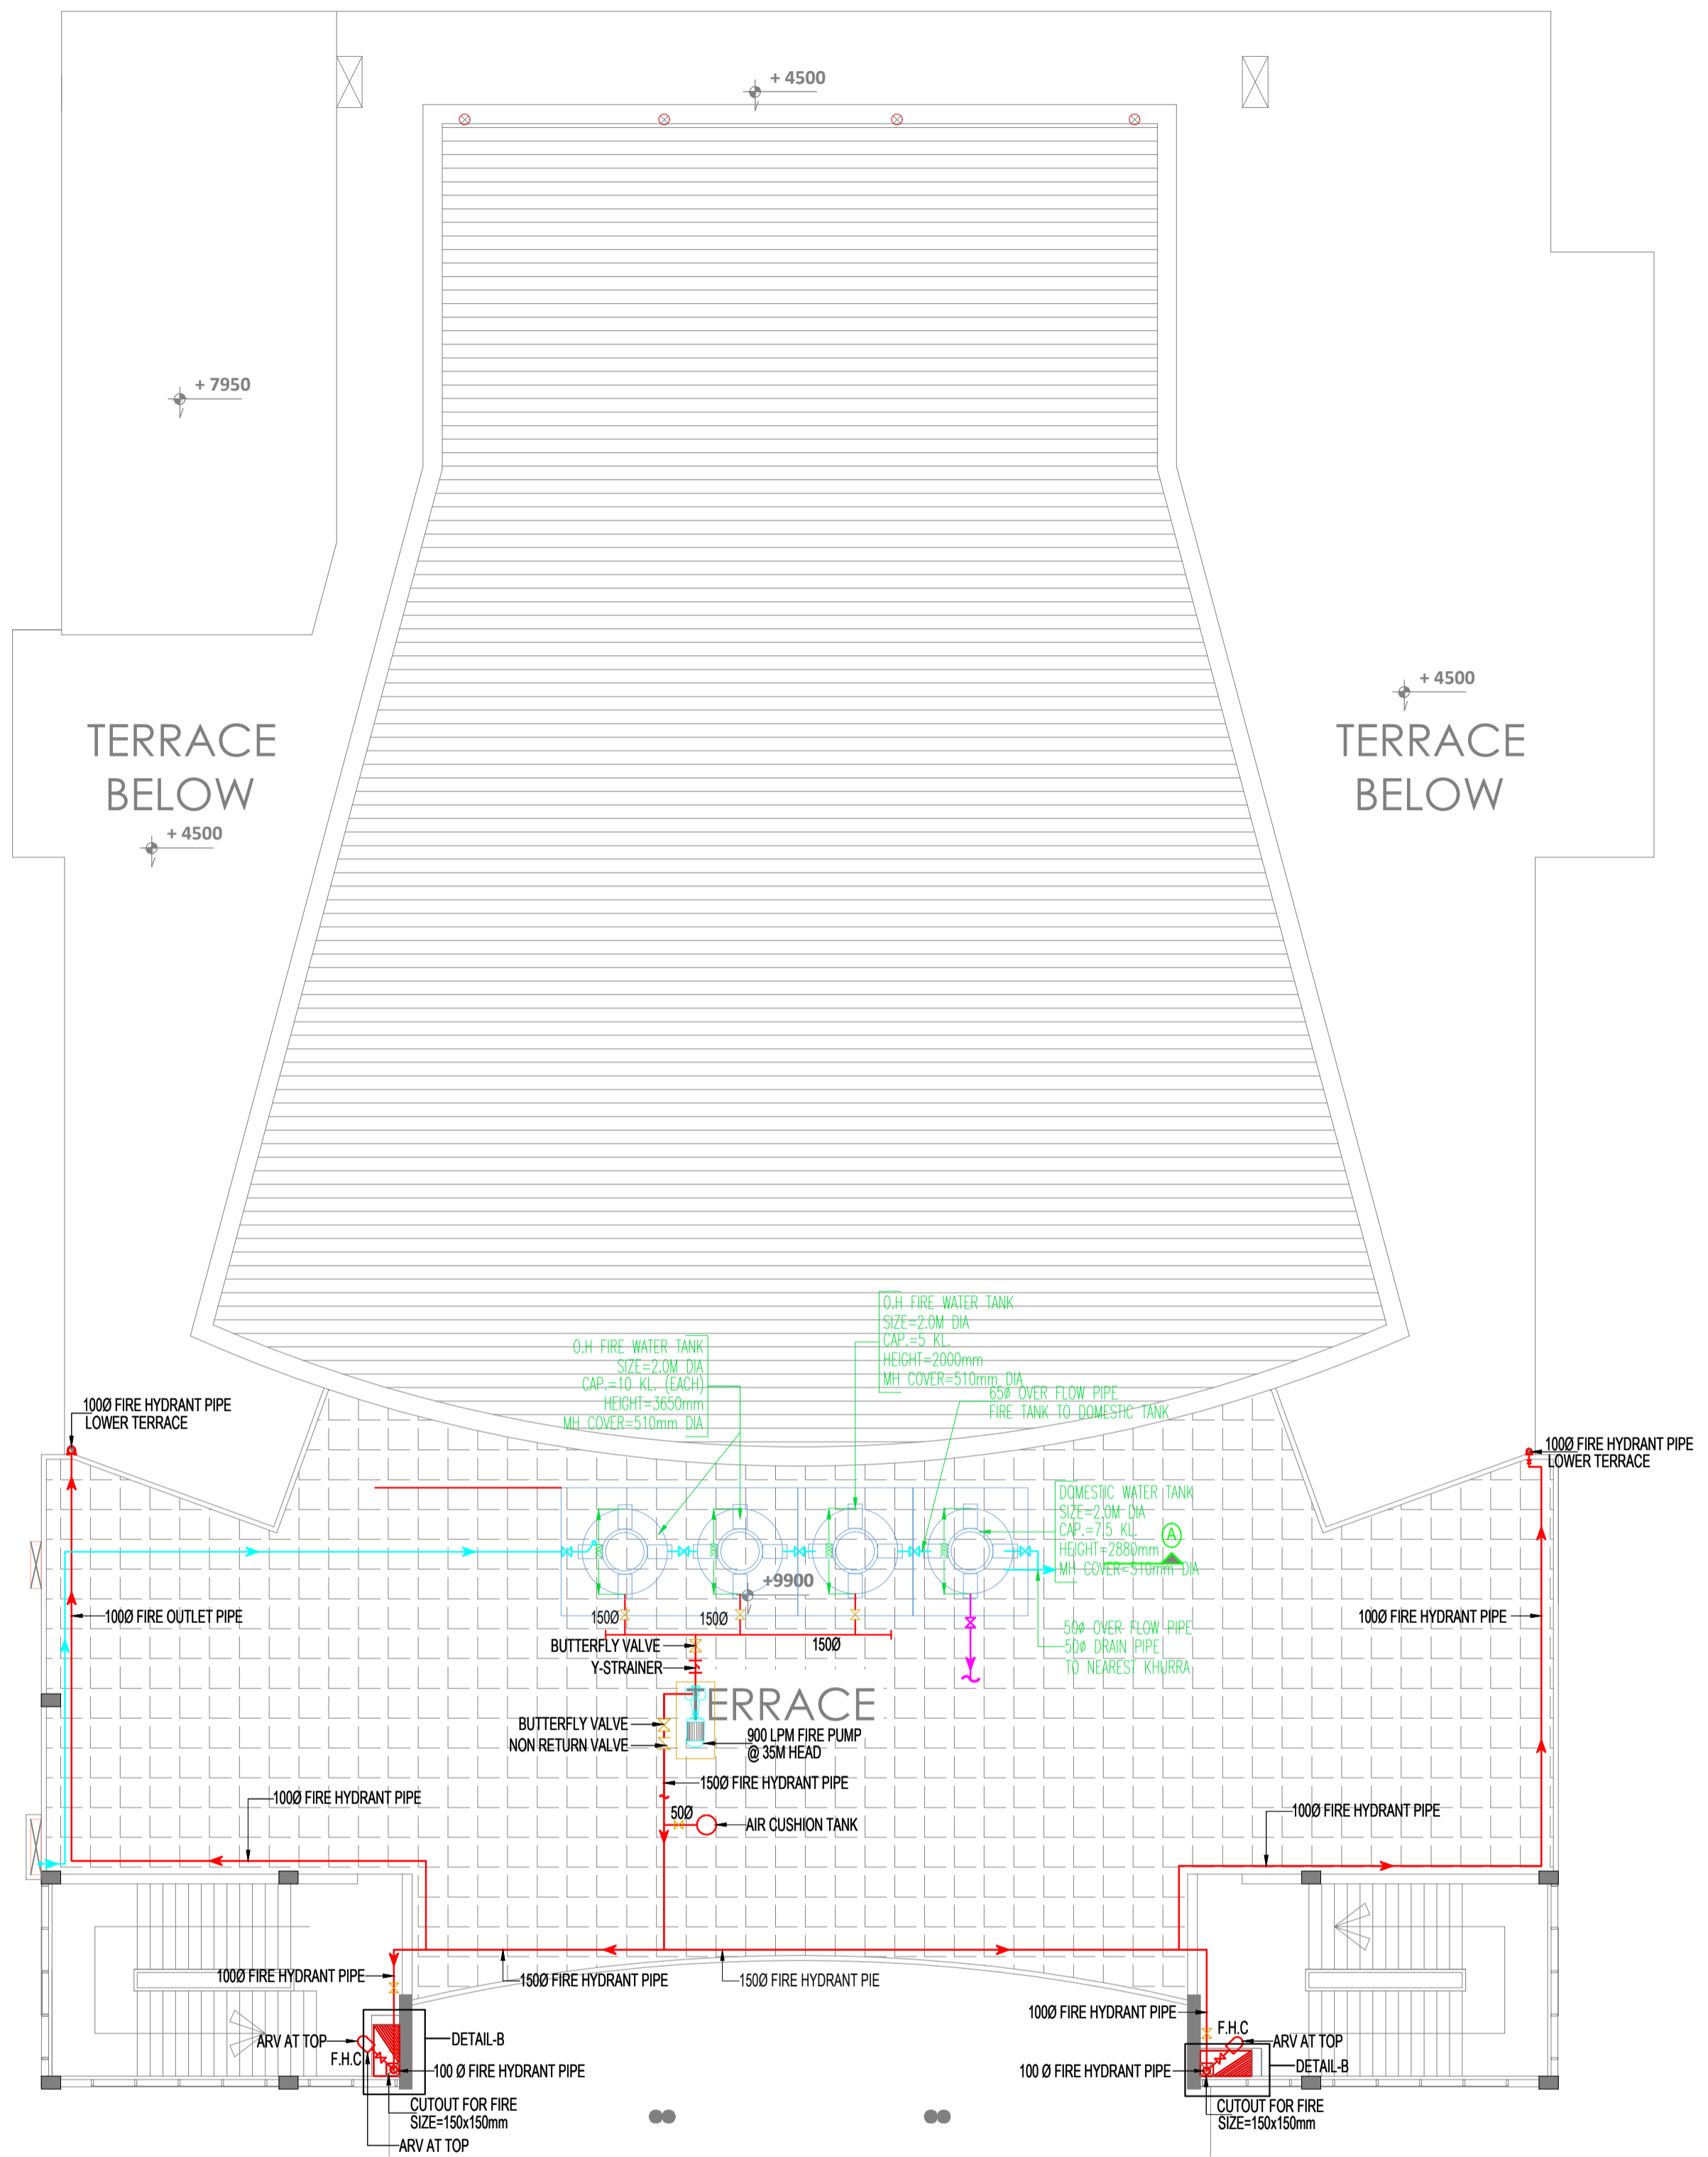 + 4500
+ 7950
+ 4500
TERRACE
BELOW
TERRACE
BELOW
+ 4500
O.H FIRE WATER TANK
SIZE=2.0M DIA
CAP.=5 KL.
HEIGHT=2000mm
MH COVER=510mm DIA
O.H FIRE WATER TANK
SIZE=2.0M DIA
CAP.=10 KL. (EACH)
HEIGHT=3650mm
MH COVER=510mm DIA
65ø OVER FLOW PIPE
FIRE TANK TO DOMESTIC TANK
100Ø FIRE HYDRANT PIPE
LOWER TERRACE
100Ø FIRE HYDRANT PIPE
LOWER TERRACE
DOMESTIC WATER TANK
SIZE=2.0M DIA
CAP.=7.5 KL.
HEIGHT=2880mm
MH COVER=510mm DIA
A
+9900
100Ø FIRE OUTLET PIPE
150Ø
150Ø
150Ø
100Ø FIRE HYDRANT PIPE
50ø OVER FLOW PIPE
50ø DRAIN PIPE
TO NEAREST KHURRA
BUTTERFLY VALVE
Y-STRAINER
TERRACE
BUTTERFLY VALVE
NON RETURN VALVE
900 LPM FIRE PUMP
@ 35M HEAD
150Ø FIRE HYDRANT PIPE
100Ø FIRE HYDRANT PIPE
50Ø
AIR CUSHION TANK
100Ø FIRE HYDRANT PIPE
100Ø FIRE HYDRANT PIPE
150Ø FIRE HYDRANT PIPE
150Ø FIRE HYDRANT PIE
100Ø FIRE HYDRANT PIPE
F.H.C
ARV AT TOP
ARV AT TOP
F.H.C
DETAIL-B
DETAIL-B
100 Ø FIRE HYDRANT PIPE
100 Ø FIRE HYDRANT PIPE
CUTOUT FOR FIRE
SIZE=150x150mm
CUTOUT FOR FIRE
SIZE=150x150mm
ARV AT TOP